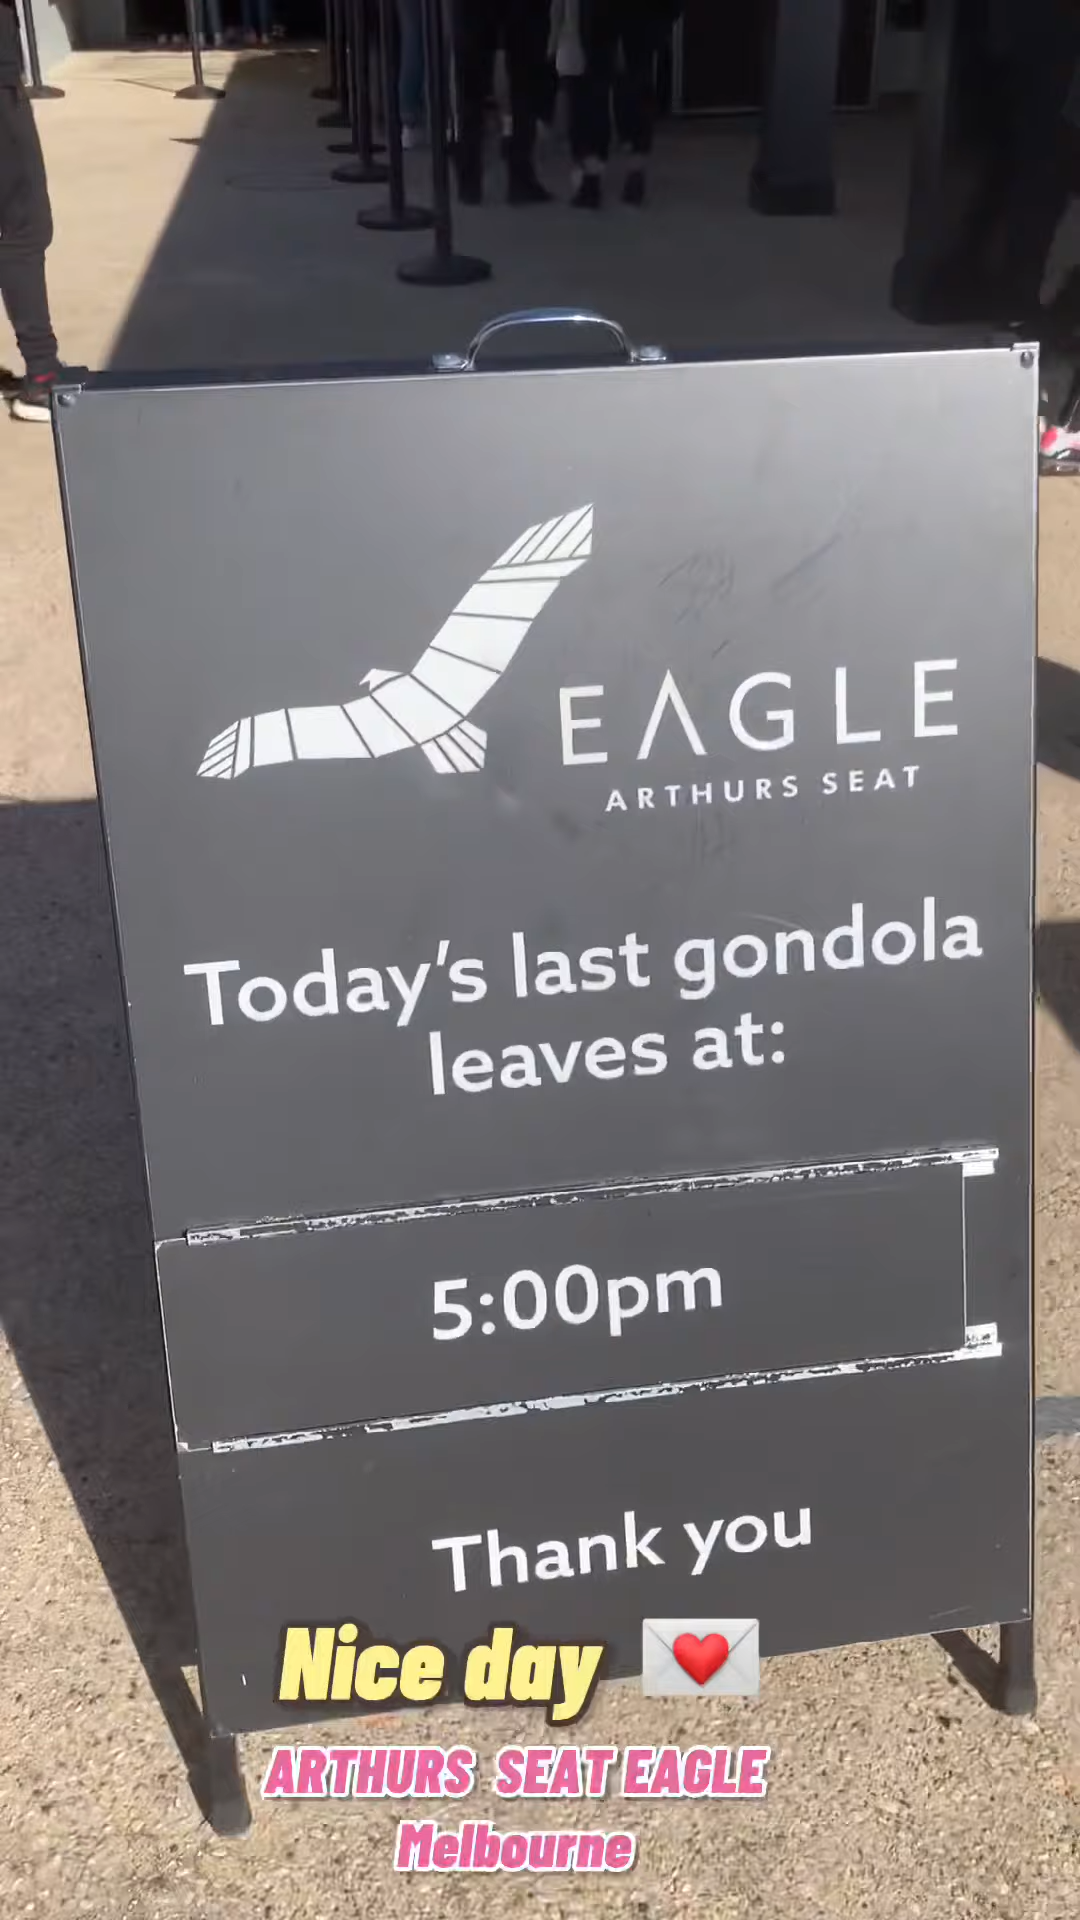 EAGLE
ARTHURS SEAT
Today's last gondola
leaves at:
5:00pm
Thank you
Nice day 💌
ARTHURS SEAT EAGLE
Melbourne